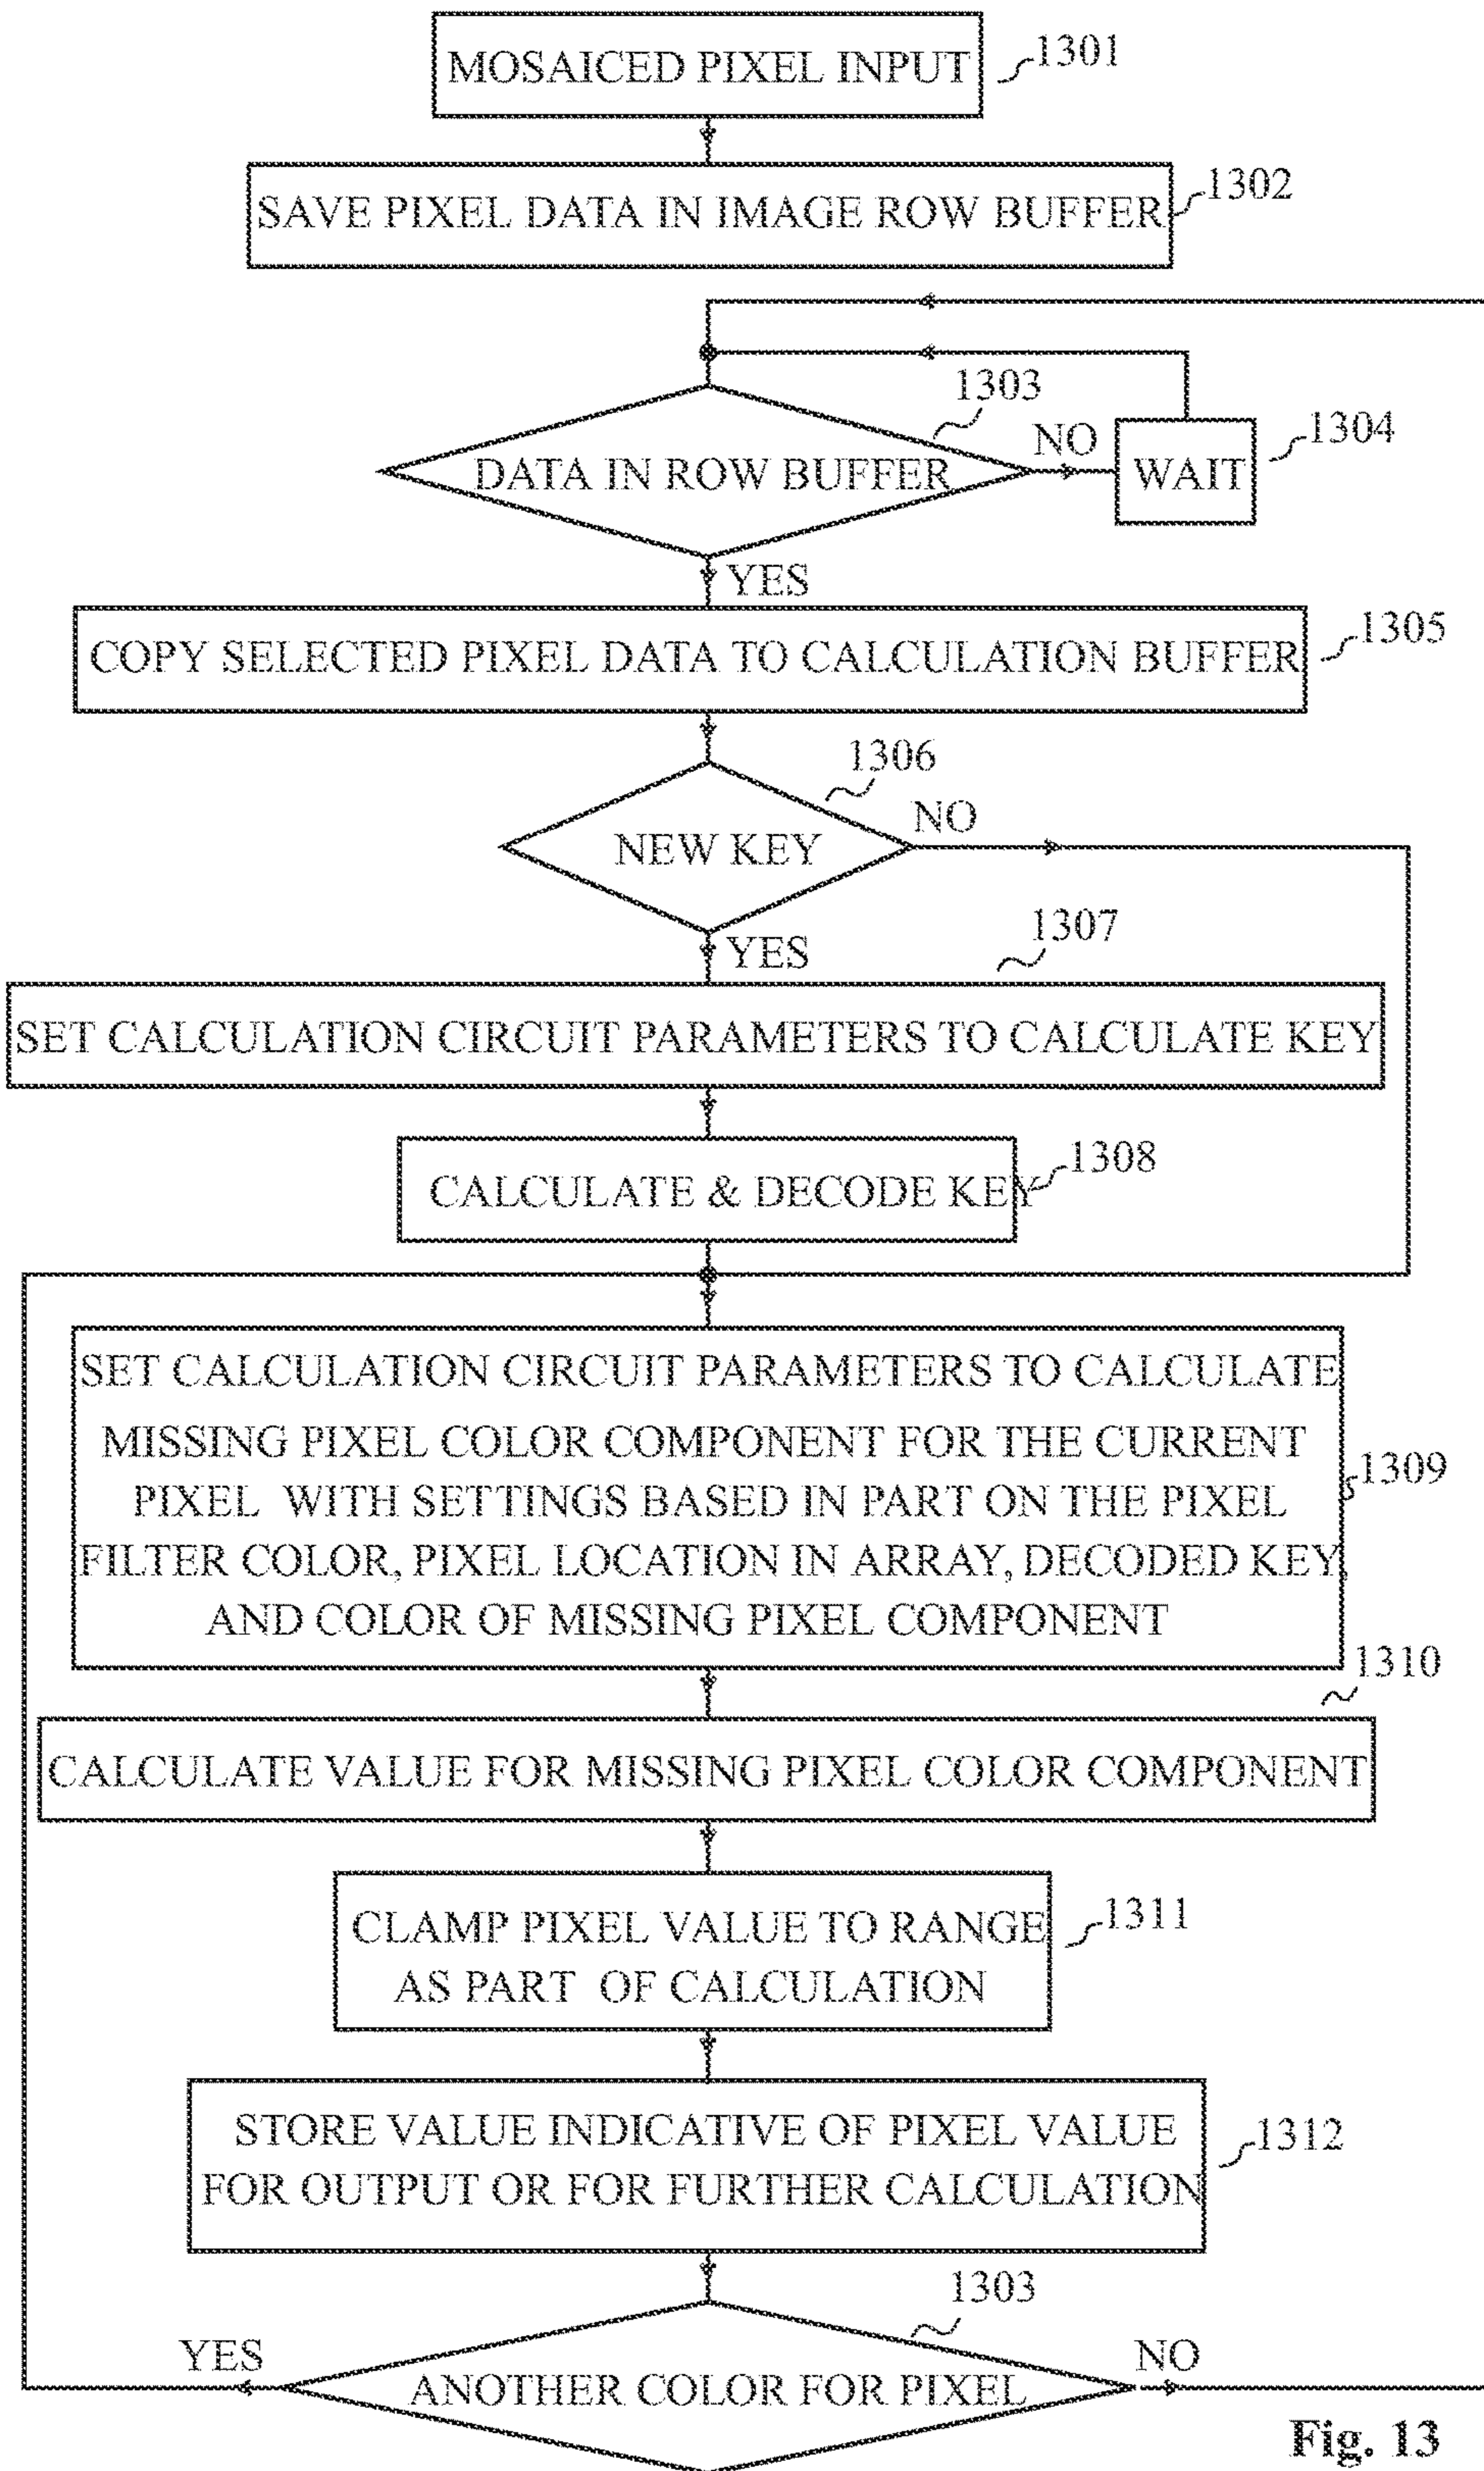 MOSAICED PIXEL INPUT
1301
SAVE PIXEL DATA IN IMAGE ROW BUFFER
1302
1303
DATA IN ROW BUFFER
NO
WAIT
1304
YES
COPY SELECTED PIXEL DATA TO CALCULATION BUFFER
1305
1306
NEW KEY
NO
YES
1307
SET CALCULATION CIRCUIT PARAMETERS TO CALCULATE KEY
CALCULATE & DECODE KEY
1308
SET CALCULATION CIRCUIT PARAMETERS TO CALCULATE
MISSING PIXEL COLOR COMPONENT FOR THE CURRENT
PIXEL WITH SETTINGS BASED IN PART ON THE PIXEL
FILTER COLOR, PIXEL LOCATION IN ARRAY, DECODED KEY,
AND COLOR OF MISSING PIXEL COMPONENT
1309
1310
CALCULATE VALUE FOR MISSING PIXEL COLOR COMPONENT
CLAMP PIXEL VALUE TO RANGE
AS PART OF CALCULATION
1311
STORE VALUE INDICATIVE OF PIXEL VALUE
FOR OUTPUT OR FOR FURTHER CALCULATION
1312
1303
YES
ANOTHER COLOR FOR PIXEL
NO
Fig. 13